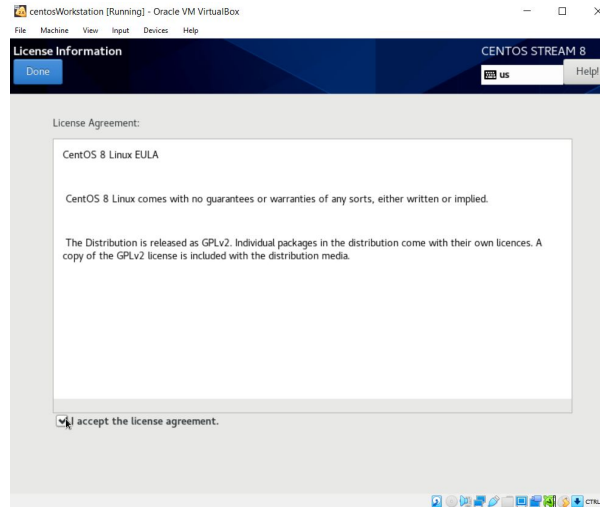 centosWorkstation [Running] - Oracle VM VirtualBox
File Machine View Input Devices Help
License Information
CENTOS STREAM 8
Done
us
Help!
License Agreement:
CentOS 8 Linux EULA
CentOS 8 Linux comes with no guarantees or warranties of any sorts, either written or implied.
The Distribution is released as GPLv2. Individual packages in the distribution come with their own licences. A
copy of the GPLv2 license is included with the distribution media.
I accept the license agreement.
CTRL